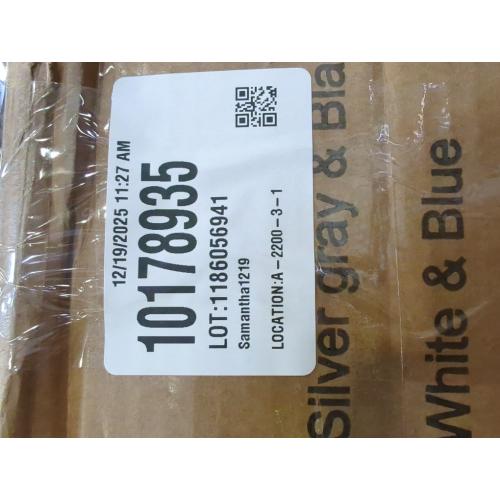 12/19/2025 11:27 AM
10178935
LOT:1186056941
Samantha1219
LOCATION:A-2200-3-1
Silver gray & Bla
White & Blue